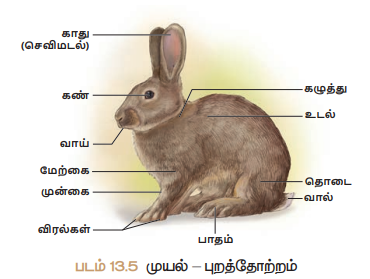 காது
(செவிமடல்)
கண்
வாய்
மேற்கை
முன்கை
விரல்கள்
பாதம்
கழுத்து
உடல்
தொடை
வால்
படம் 13.5 முயல் – புறத்தோற்றம்